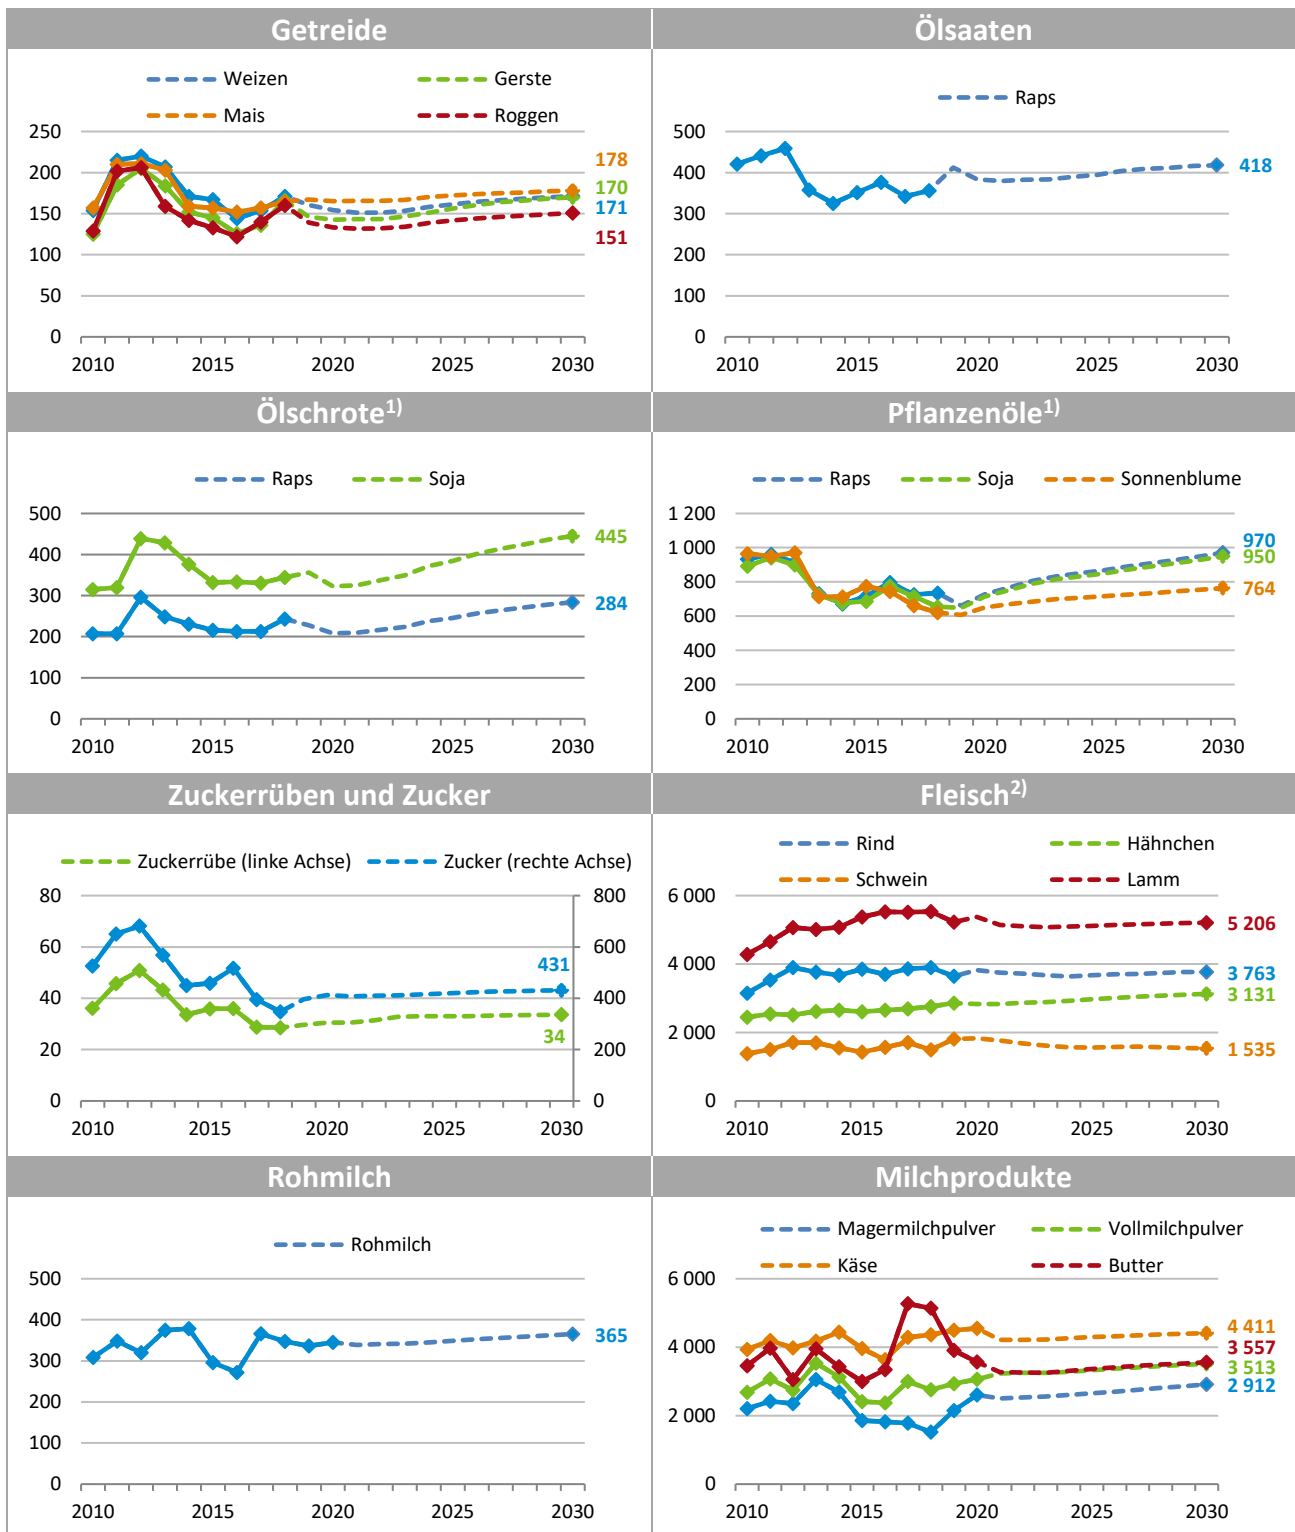 Getreide
Weizen
Gerste
Mais
Roggen
250
200
150
100
50
0
2010 2015 2020 2025 2030
178
170
171
151
Ölsaaten
Raps
500
400
300
200
100
0
2010 2015 2020 2025 2030
418
Ölschrote1)
Raps Soja
500
400
300
200
100
0
2010 2015 2020 2025 2030
445
284
Pflanzenöle1)
Raps Soja Sonnenblume
1 200
1 000
800
600
400
200
0
2010 2015 2020 2025 2030
970
950
764
Zuckerrüben und Zucker
Zuckerrübe (linke Achse) Zucker (rechte Achse)
80
60
40
20
0
800
600
400
200
0
2010 2015 2020 2025 2030
431
34
Fleisch2)
Rind
Hähnchen
Schwein
Lamm
6 000
4 000
2 000
0
2010 2015 2020 2025 2030
5 206
3 763
3 131
1 535
Rohmilch
Rohmilch
500
400
300
200
100
0
2010 2015 2020 2025 2030
365
Milchprodukte
Magermilchpulver
Vollmilchpulver
Käse
Butter
6 000
4 000
2 000
0
2010 2015 2020 2025 2030
4 411
3 557
3 513
2 912